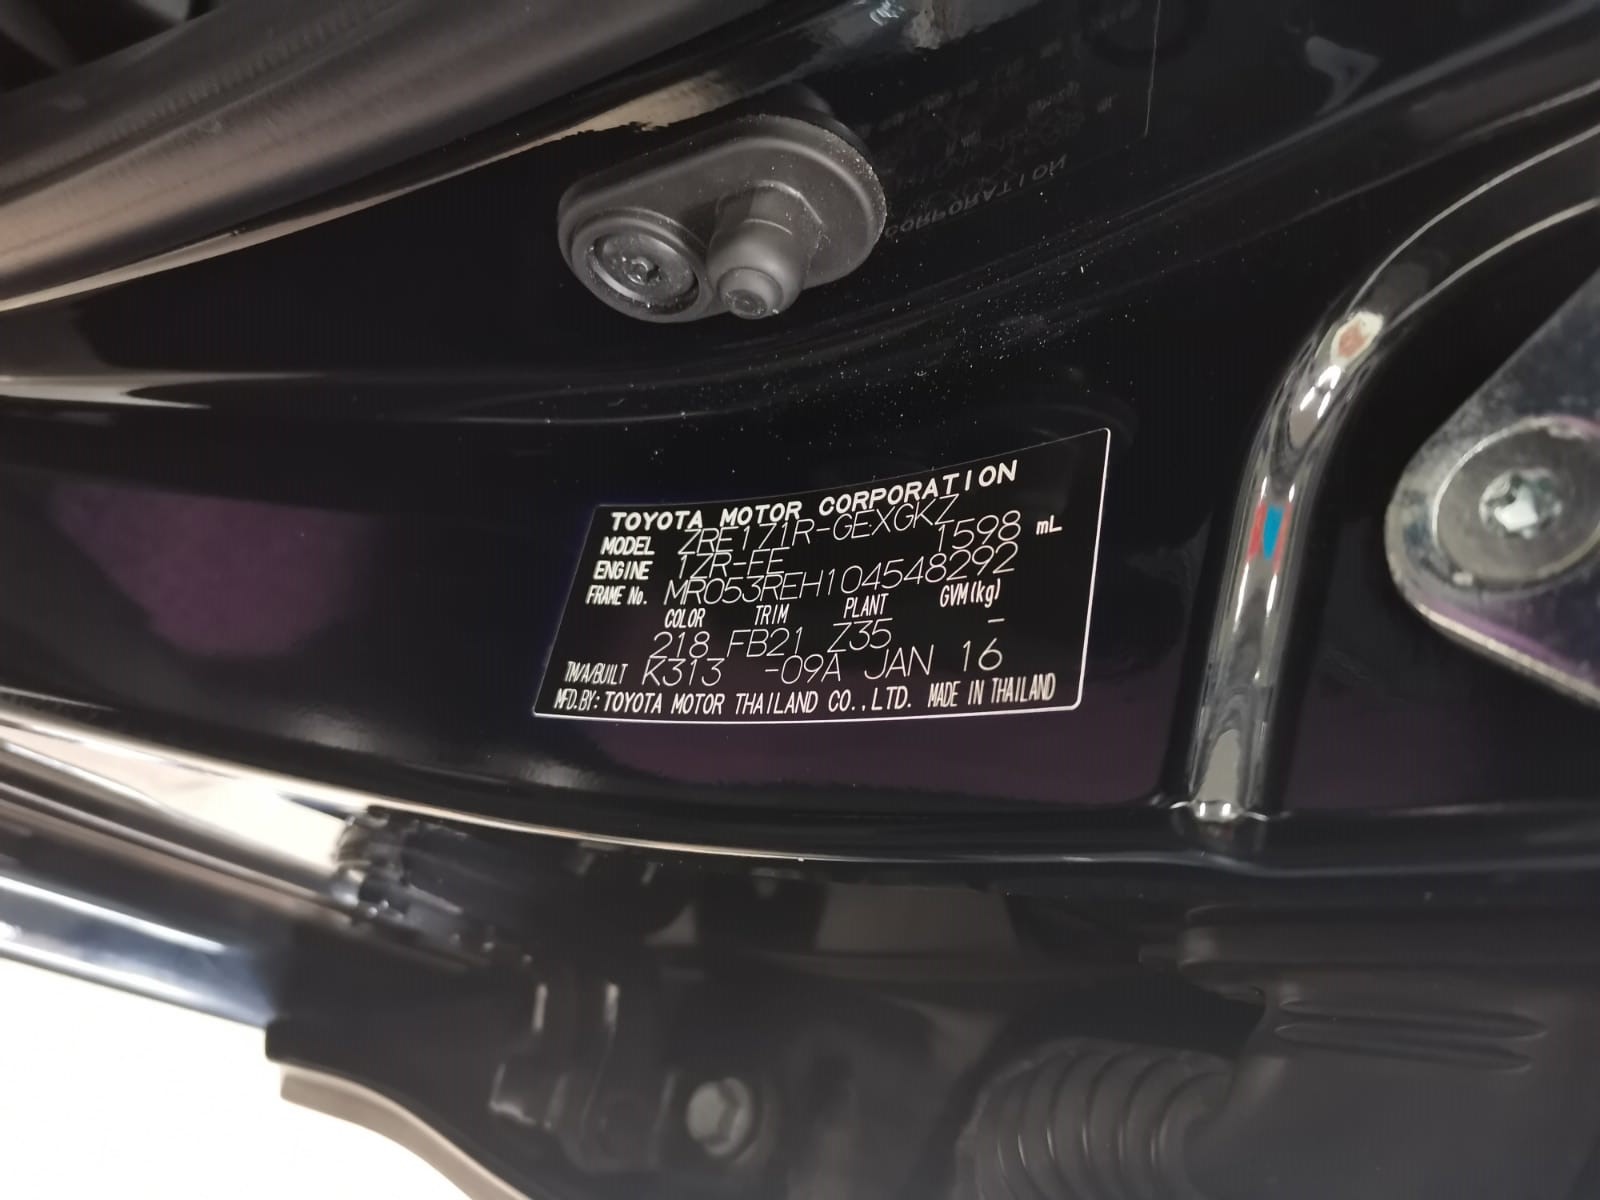 TOYOTA MOTOR CORPORATION
MODEL ZRE171R-GEXGKZ
ENGINE 1ZR-FE 1598 mL
FRAME No. MR053REH104548292
COLOR TRIM PLANT GVM(kg)
218 FB21 Z35 -
TM/A/BUILT K313 -09A JAN 16
MFD.BY:TOYOTA MOTOR THAILAND CO.,LTD. MADE IN THAILAND